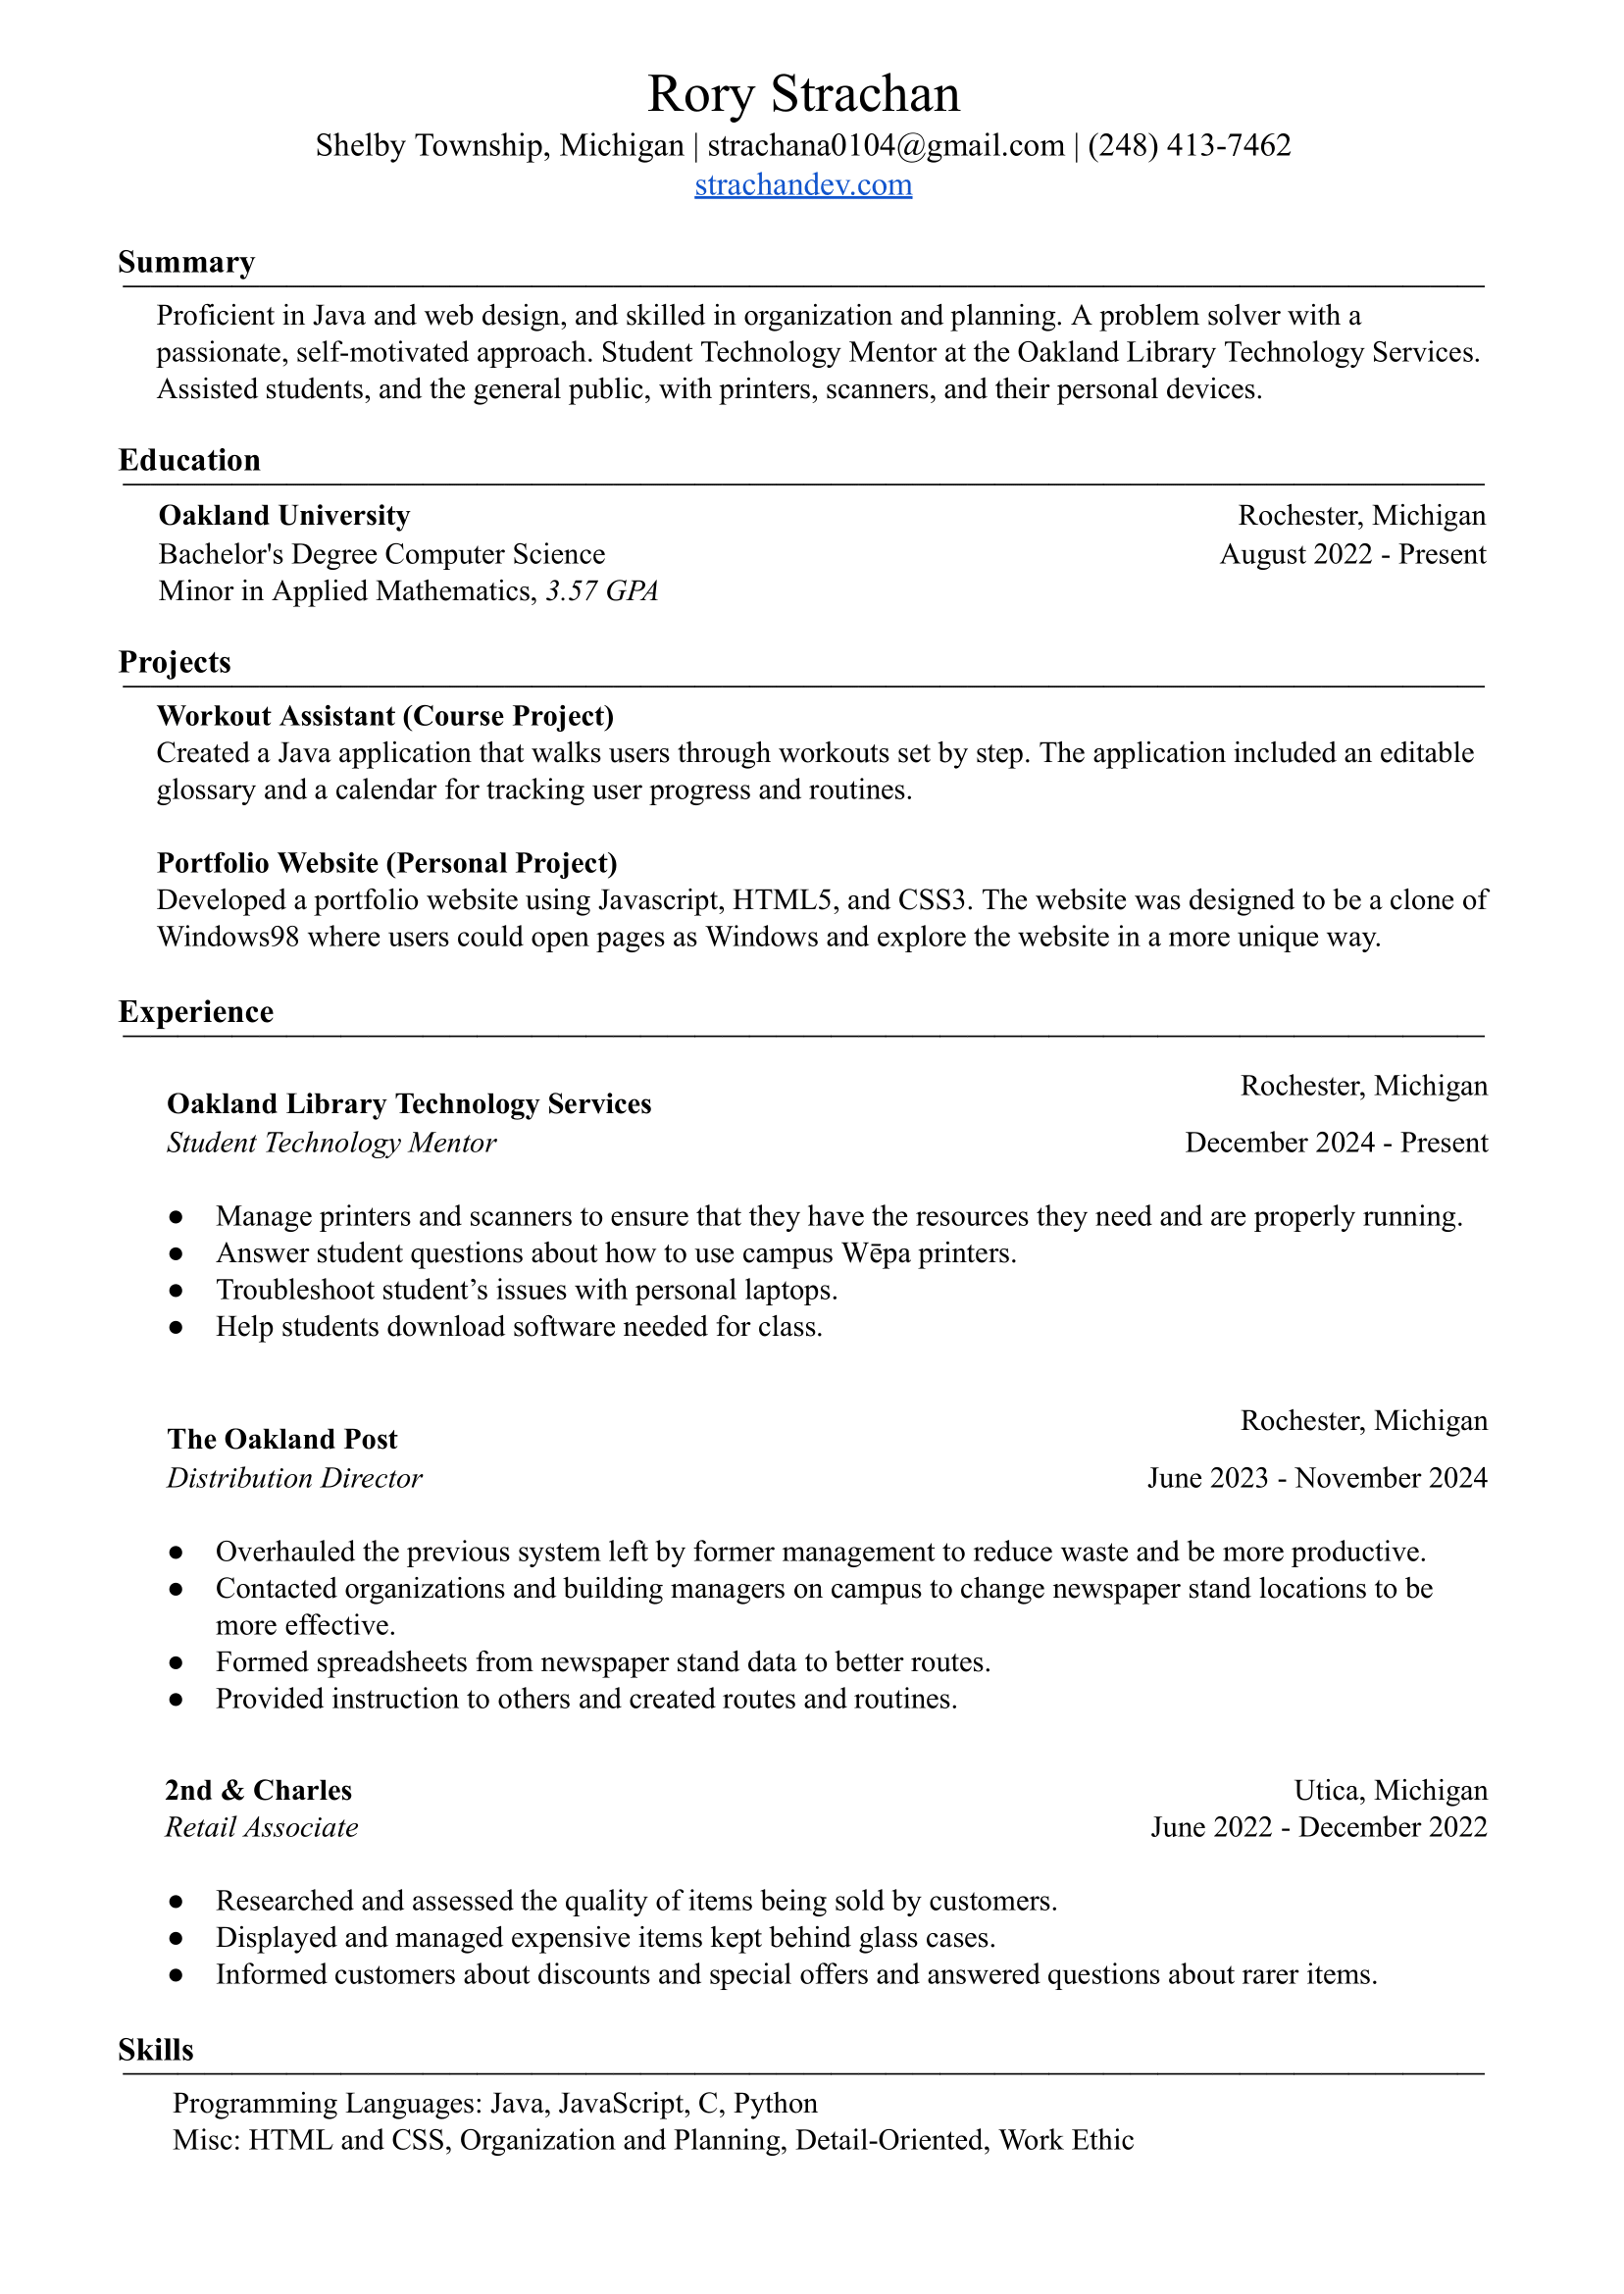 Rory Strachan
Shelby Township, Michigan | strachana0104@gmail.com | (248) 413-7462
strachandev.com
Summary
Proficient in Java and web design, and skilled in organization and planning. A problem solver with a
passionate, self-motivated approach. Student Technology Mentor at the Oakland Library Technology Services.
Assisted students, and the general public, with printers, scanners, and their personal devices.
Education
Oakland University Rochester, Michigan
Bachelor's Degree Computer Science August 2022 - Present
Minor in Applied Mathematics, 3.57 GPA
Projects
Workout Assistant (Course Project)
Created a Java application that walks users through workouts set by step. The application included an editable
glossary and a calendar for tracking user progress and routines.
Portfolio Website (Personal Project)
Developed a portfolio website using Javascript, HTML5, and CSS3. The website was designed to be a clone of
Windows98 where users could open pages as Windows and explore the website in a more unique way.
Experience
Oakland Library Technology Services Rochester, Michigan
Student Technology Mentor December 2024 - Present
● Manage printers and scanners to ensure that they have the resources they need and are properly running.
● Answer student questions about how to use campus Wēpa printers.
● Troubleshoot student’s issues with personal laptops.
● Help students download software needed for class.
The Oakland Post Rochester, Michigan
Distribution Director June 2023 - November 2024
● Overhauled the previous system left by former management to reduce waste and be more productive.
● Contacted organizations and building managers on campus to change newspaper stand locations to be
more effective.
● Formed spreadsheets from newspaper stand data to better routes.
● Provided instruction to others and created routes and routines.
2nd & Charles Utica, Michigan
Retail Associate June 2022 - December 2022
● Researched and assessed the quality of items being sold by customers.
● Displayed and managed expensive items kept behind glass cases.
● Informed customers about discounts and special offers and answered questions about rarer items.
Skills
Programming Languages: Java, JavaScript, C, Python
Misc: HTML and CSS, Organization and Planning, Detail-Oriented, Work Ethic